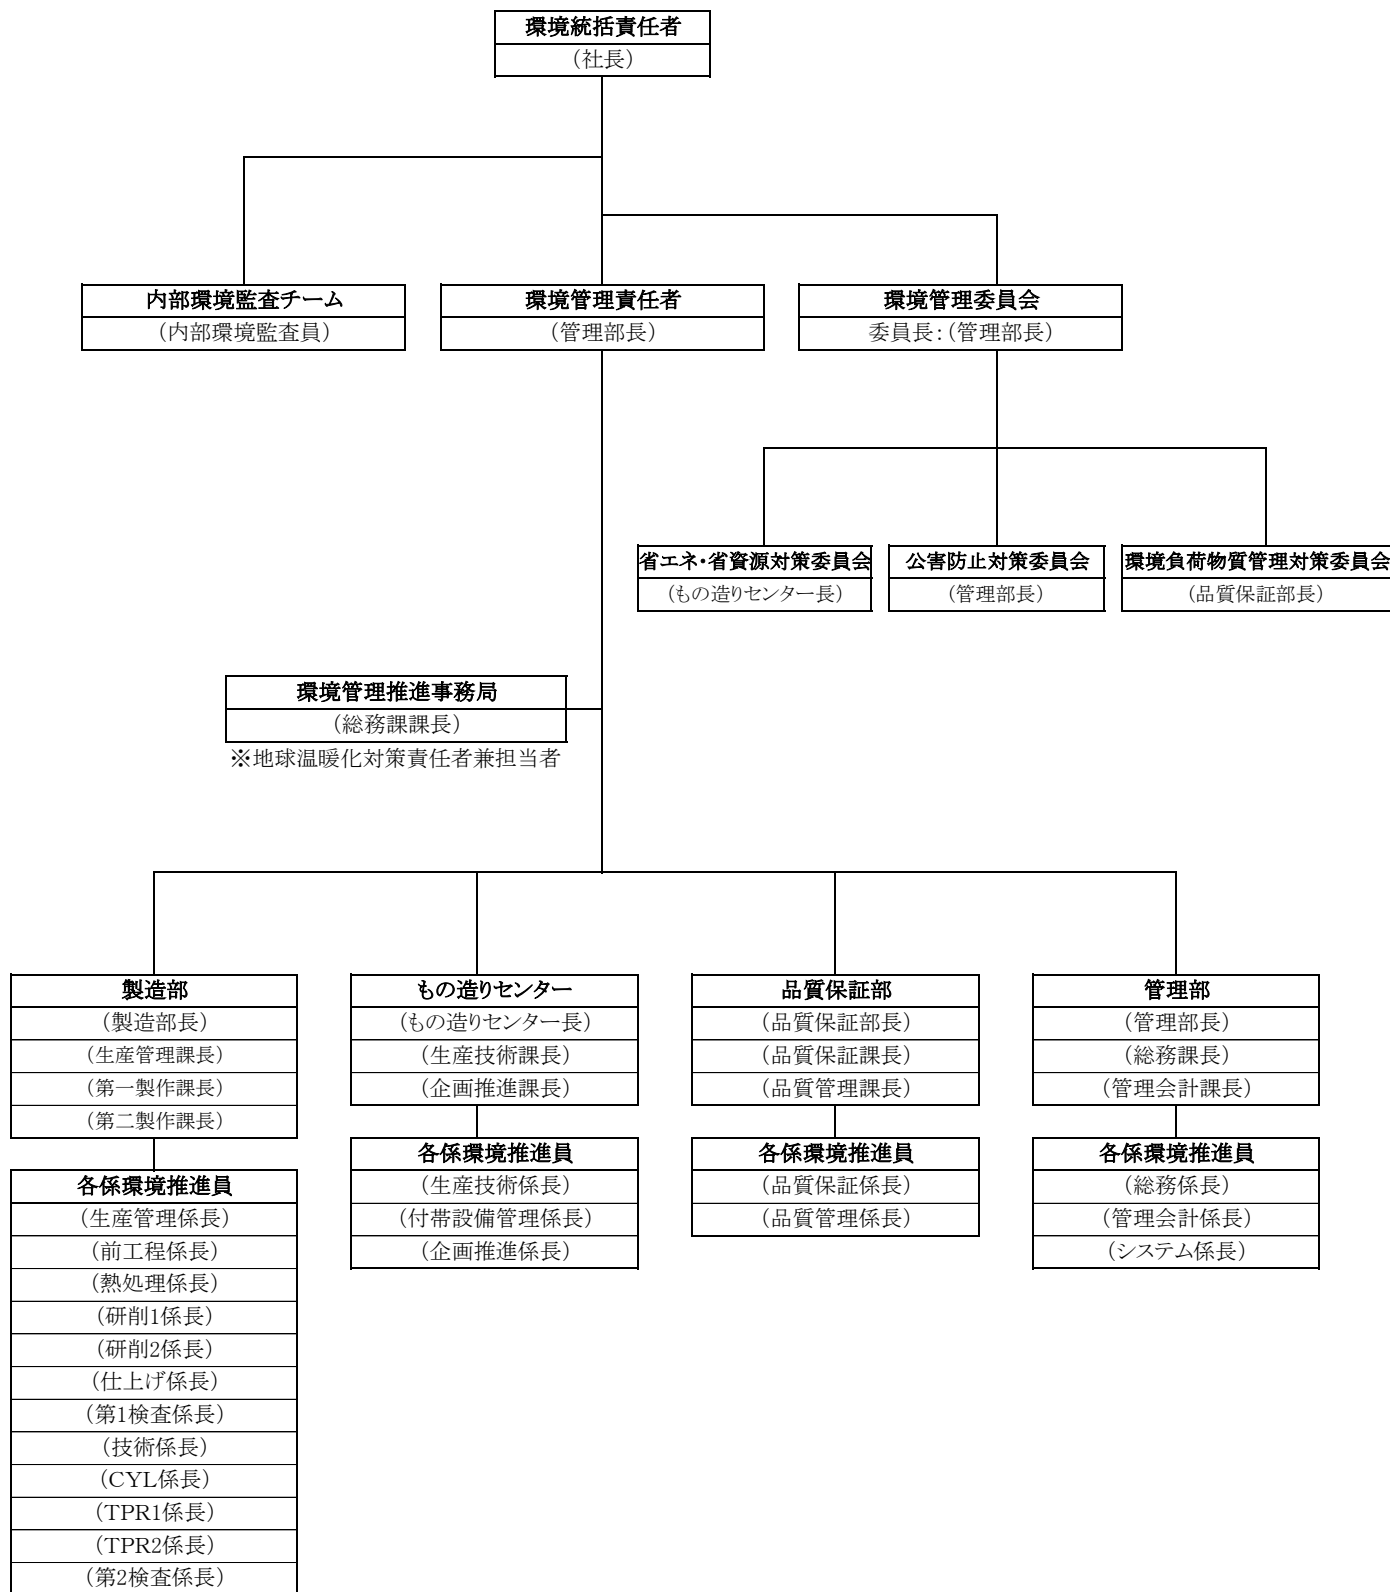 環境統括責任者
(社長)
内部環境監査チーム
(内部環境監査員)
環境管理責任者
(管理部長)
環境管理委員会
委員長:(管理部長)
省エネ・省資源対策委員会
(もの造りセンター長)
公害防止対策委員会
(管理部長)
環境負荷物質管理対策委員会
(品質保証部長)
環境管理推進事務局
(総務課課長)
※地球温暖化対策責任者兼担当者
製造部
(製造部長)
(生産管理課長)
(第一製作課長)
(第二製作課長)
各係環境推進員
(生産管理係長)
(前工程係長)
(熱処理係長)
(研削1係長)
(研削2係長)
(仕上げ係長)
(第1検査係長)
(技術係長)
(CYL係長)
(TPR1係長)
(TPR2係長)
(第2検査係長)
もの造りセンター
(もの造りセンター長)
(生産技術課長)
(企画推進課長)
各係環境推進員
(生産技術係長)
(付帯設備管理係長)
(企画推進係長)
品質保証部
(品質保証部長)
(品質保証課長)
(品質管理課長)
各係環境推進員
(品質保証係長)
(品質管理係長)
管理部
(管理部長)
(総務課長)
(管理会計課長)
各係環境推進員
(総務係長)
(管理会計係長)
(システム係長)